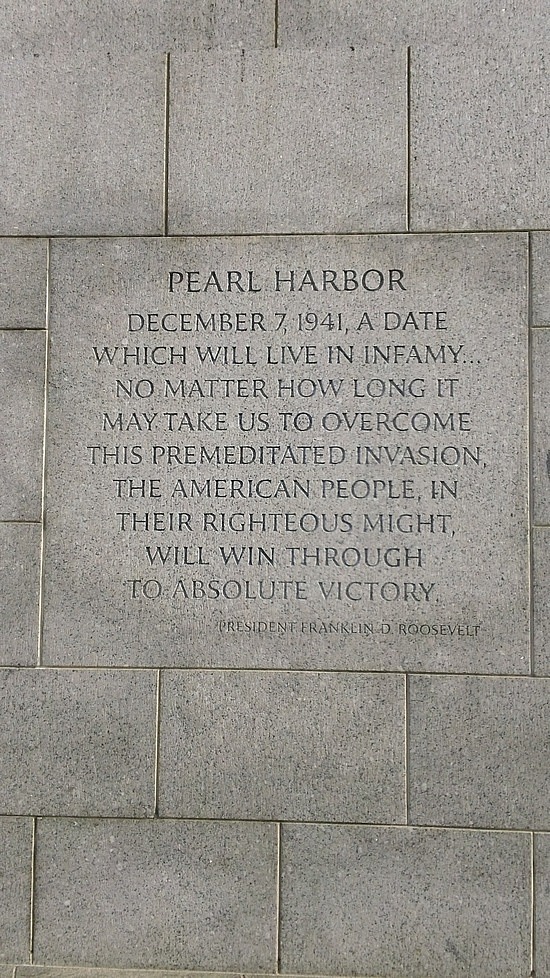 PEARL HARBOR
DECEMBER 7, 1941, A DATE
WHICH WILL LIVE IN INFAMY...
NO MATTER HOW LONG IT
MAY TAKE US TO OVERCOME
THIS PREMEDITATED INVASION,
THE AMERICAN PEOPLE, IN
THEIR RIGHTEOUS MIGHT,
WILL WIN THROUGH
TO ABSOLUTE VICTORY.
PRESIDENT FRANKLIN D. ROOSEVELT